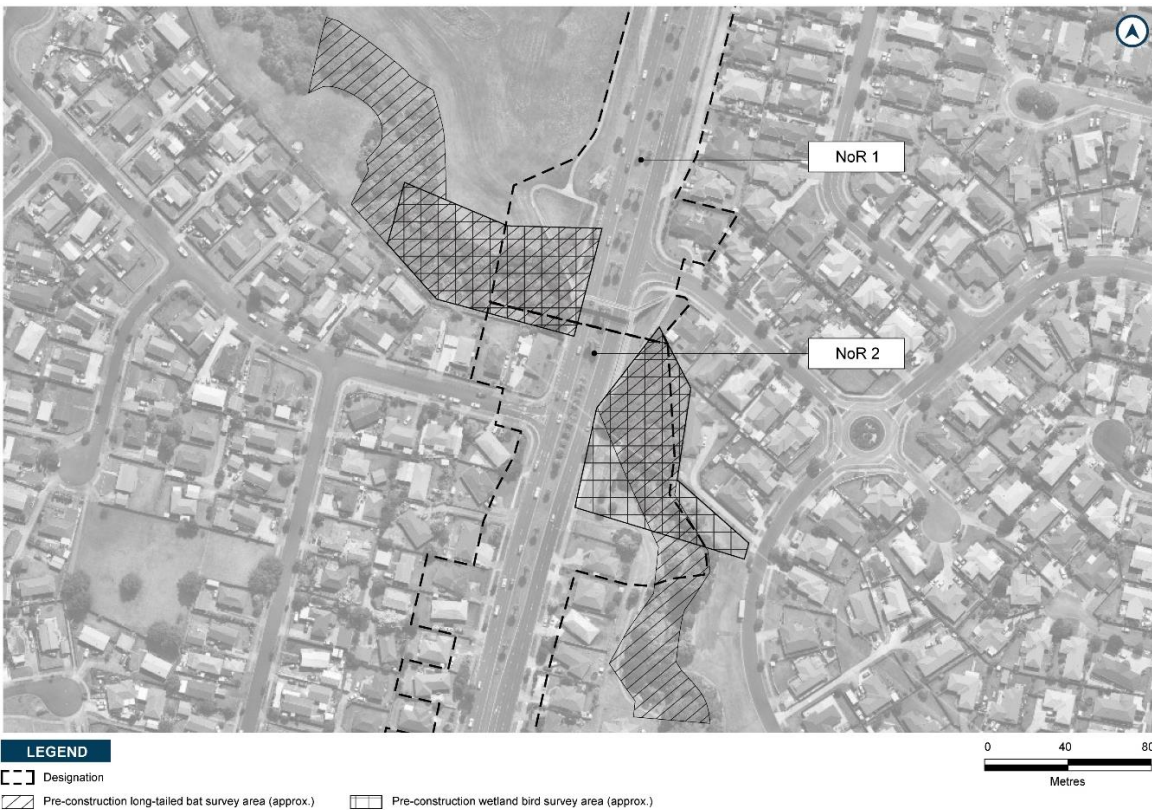 NoR 1
NoR 2
LEGEND
Designation
Pre-construction long-tailed bat survey area (approx.)
Pre-construction wetland bird survey area (approx.)
0 40 80
Metres